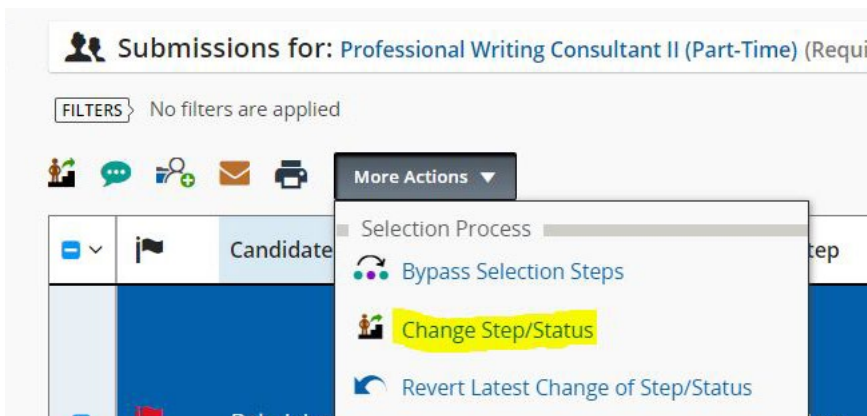 Submissions for: Professional Writing Consultant II (Part-Time)
FILTERS No filters are applied
More Actions
Selection Process
Candidate
Bypass Selection Steps
Change Step/Status
Revert Latest Change of Step/Status